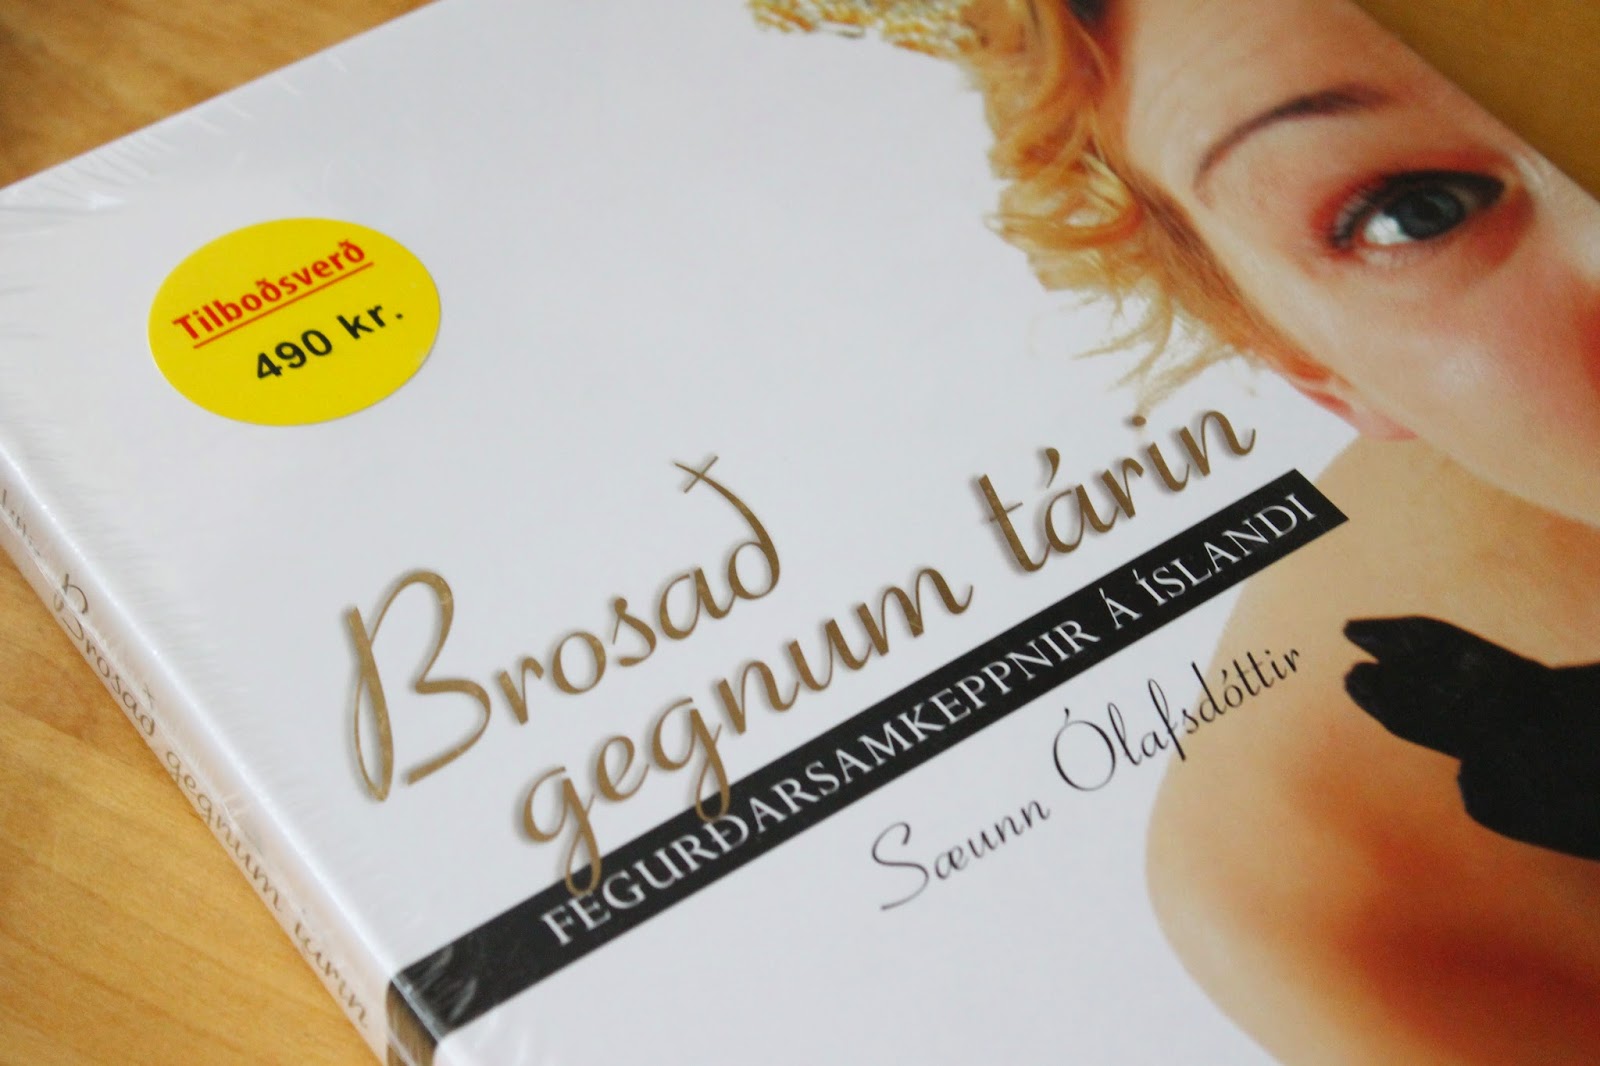 Tilboðsverð
490 kr.
Brosað
gegnum tárin
FEGURÐARSAMKEPPNIR Á ÍSLANDI
Sæunn Ólafsdóttir
Brosað gegnum tárin